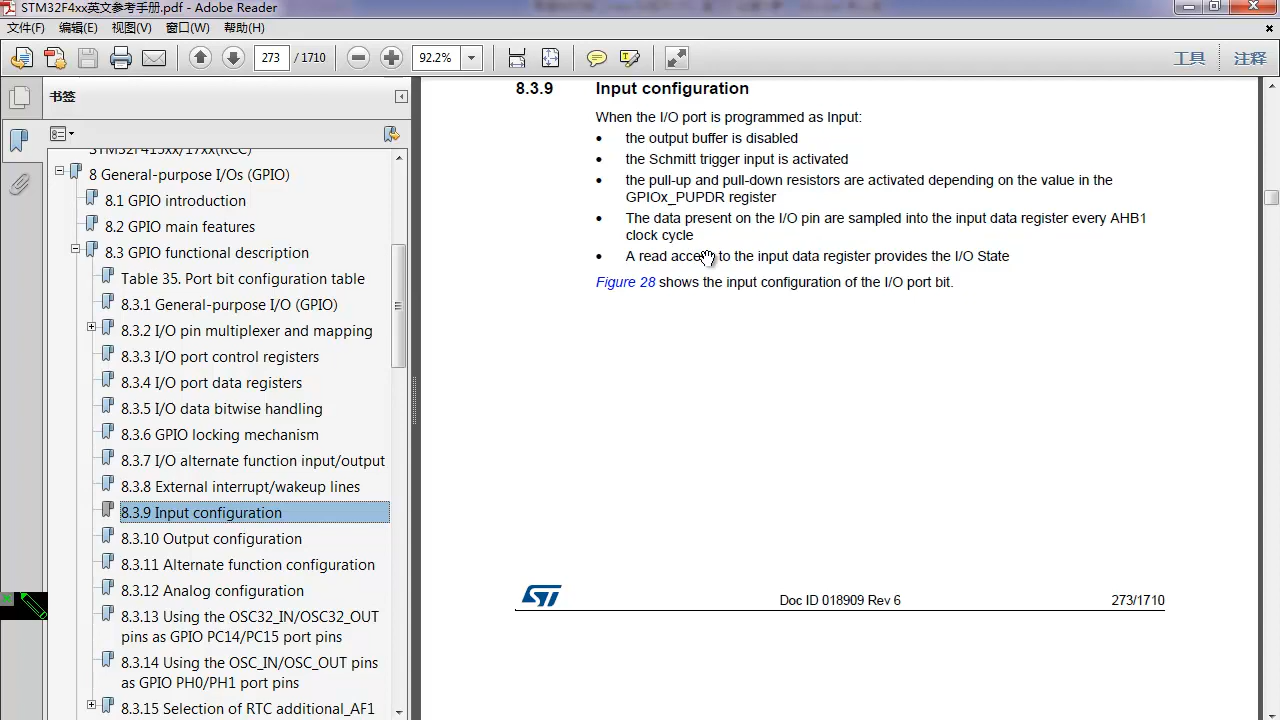 STM32F4xx英文参考手册.pdf - Adobe Reader
文件(F) 编辑(E) 视图(V) 窗口(W) 帮助(H)
273 / 1710 92.2% 工具 注释
书签
STM32F415xx/17xx(RCC)
8 General-purpose I/Os (GPIO)
8.1 GPIO introduction
8.2 GPIO main features
8.3 GPIO functional description
Table 35. Port bit configuration table
8.3.1 General-purpose I/O (GPIO)
8.3.2 I/O pin multiplexer and mapping
8.3.3 I/O port control registers
8.3.4 I/O port data registers
8.3.5 I/O data bitwise handling
8.3.6 GPIO locking mechanism
8.3.7 I/O alternate function input/output
8.3.8 External interrupt/wakeup lines
8.3.9 Input configuration
8.3.10 Output configuration
8.3.11 Alternate function configuration
8.3.12 Analog configuration
8.3.13 Using the OSC32_IN/OSC32_OUT
pins as GPIO PC14/PC15 port pins
8.3.14 Using the OSC_IN/OSC_OUT pins
as GPIO PH0/PH1 port pins
8.3.15 Selection of RTC additional_AF1
8.3.9 Input configuration
When the I/O port is programmed as Input:
• the output buffer is disabled
• the Schmitt trigger input is activated
• the pull-up and pull-down resistors are activated depending on the value in the
GPIOx_PUPDR register
• The data present on the I/O pin are sampled into the input data register every AHB1
clock cycle
• A read access to the input data register provides the I/O State
Figure 28 shows the input configuration of the I/O port bit.
ST Doc ID 018909 Rev 6 273/1710